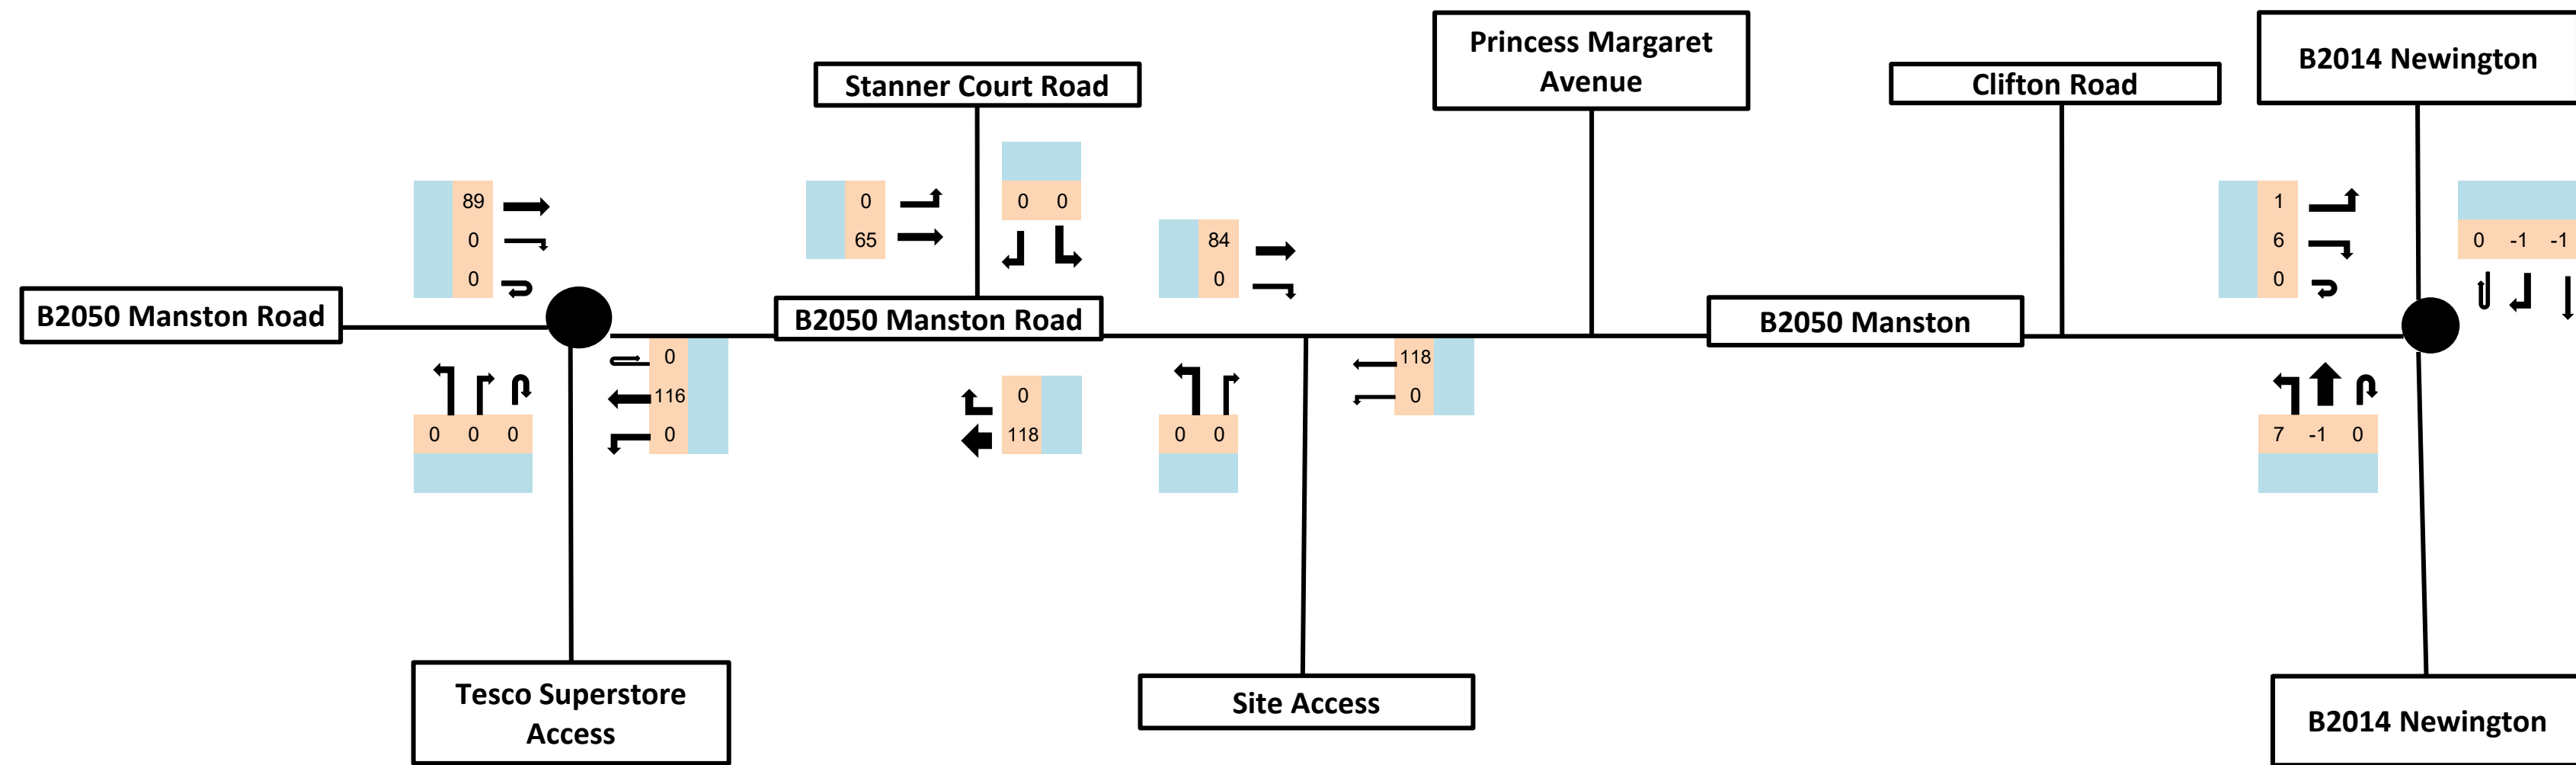 Princess Margaret
Avenue
B2014 Newington
Stanner Court Road
Clifton Road
89
0
0
0
65
0 0
84
0
1
6
0
0 -1 -1
B2050 Manston Road
B2050 Manston Road
B2050 Manston
0
116
0
0 0 0
0
118
0 0
118
0
7 -1 0
Tesco Superstore
Access
Site Access
B2014 Newington